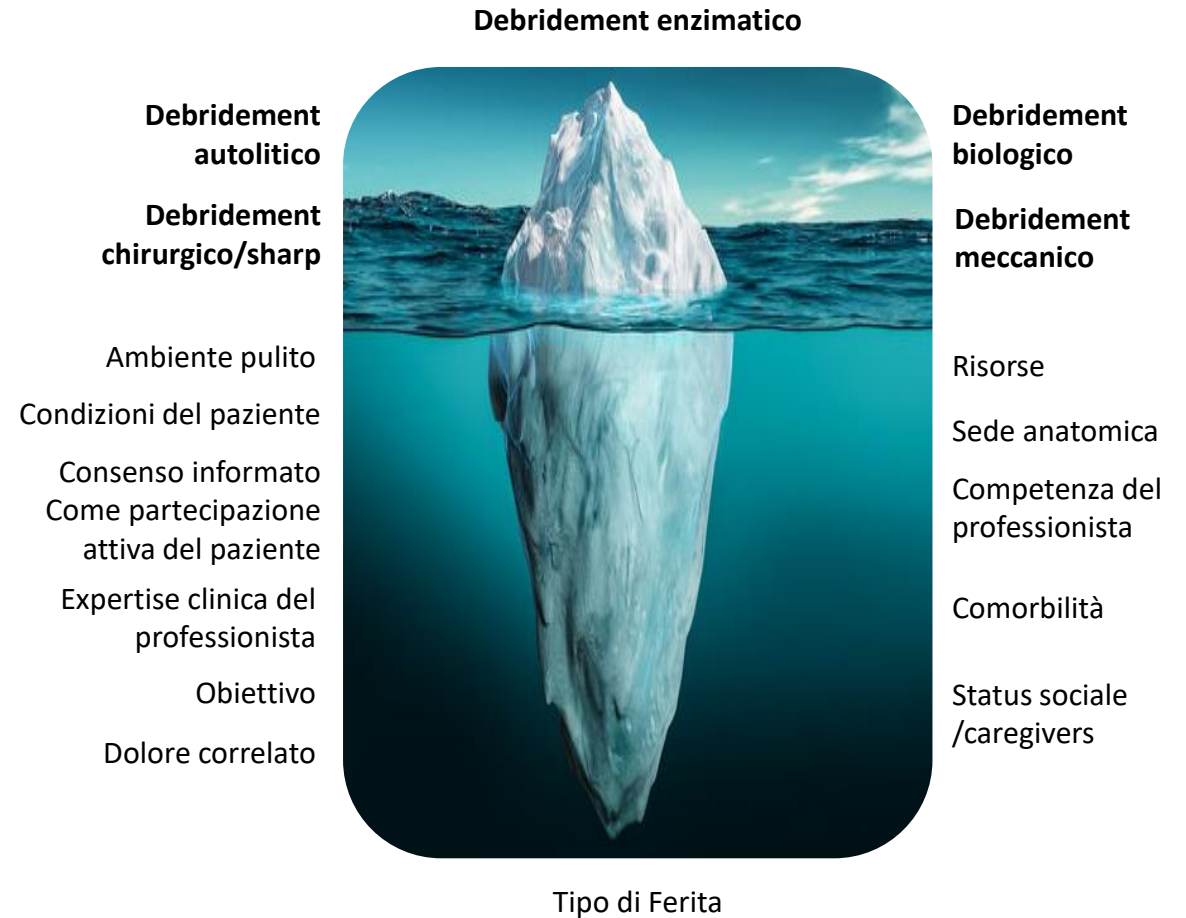 Debridement enzimatico
Debridement
autolitico
Debridement
chirurgico/sharp
Debridement
biologico
Debridement
meccanico
Ambiente pulito
Condizioni del paziente
Consenso informato
Come partecipazione
attiva del paziente
Expertise clinica del
professionista
Obiettivo
Dolore correlato
Risorse
Sede anatomica
Competenza del
professionista
Comorbilità
Status sociale
/caregivers
Tipo di Ferita